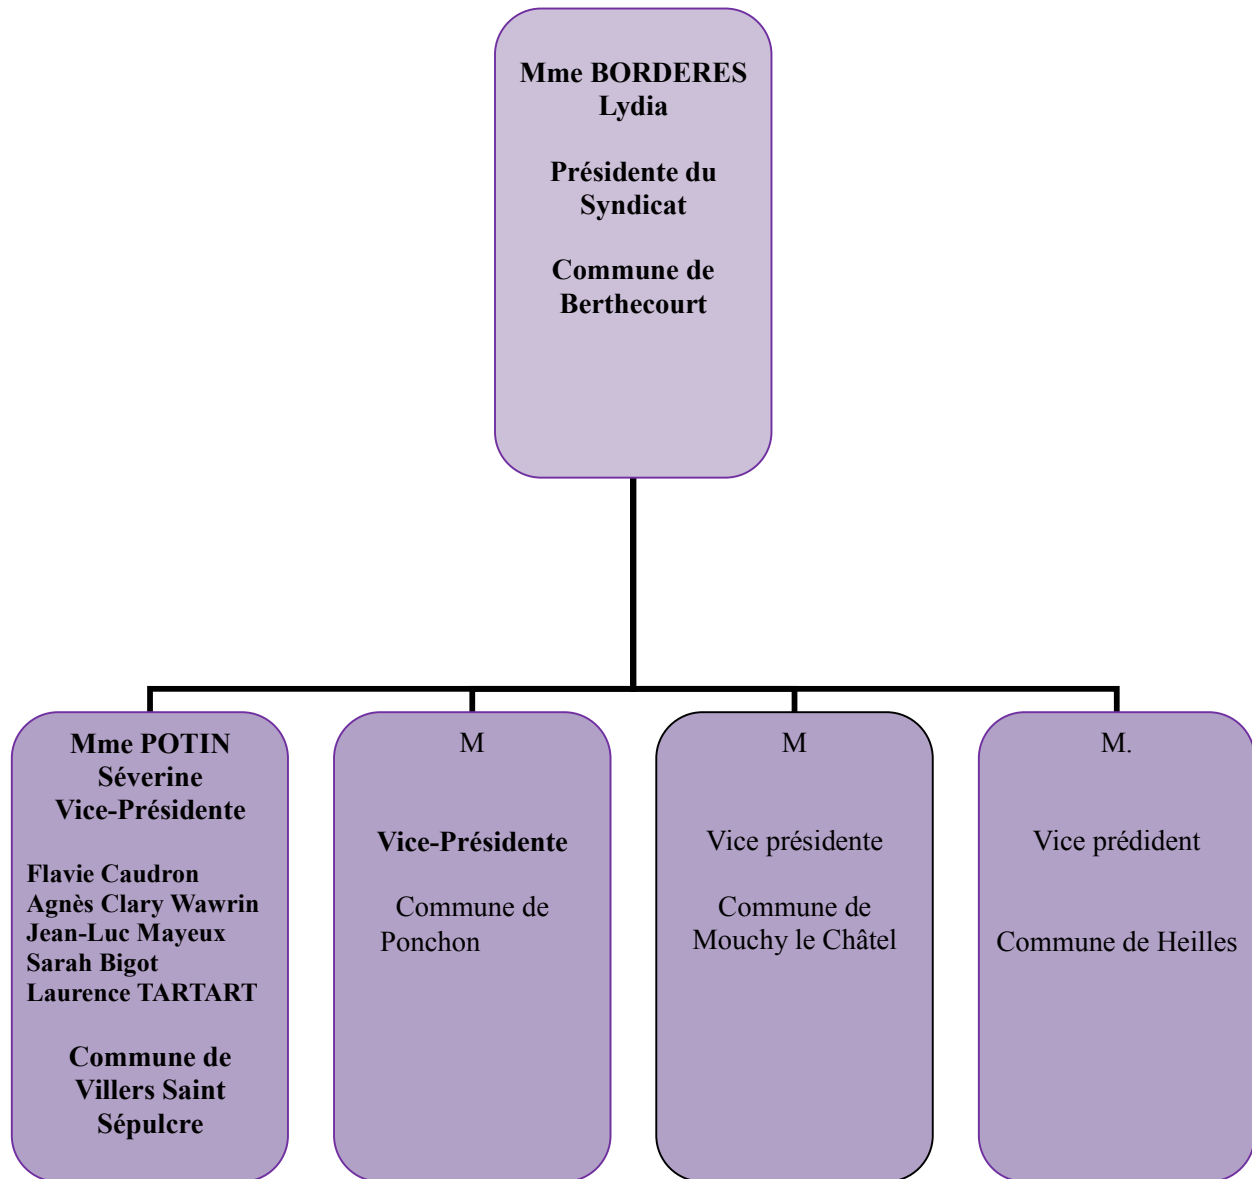 Mme BORDERES
Lydia
Présidente du
Syndicat
Commune de
Berthecourt
Mme POTIN
Séverine
Vice-Présidente
Flavie Caudron
Agnès Clary Wawrin
Jean-Luc Mayeux
Sarah Bigot
Laurence TARTART
Commune de
Villers Saint
Sépulcre
M
Vice-Présidente
Commune de
Ponchon
M
Vice présidente
Commune de
Mouchy le Châtel
M.
Vice prédident
Commune de Heilles